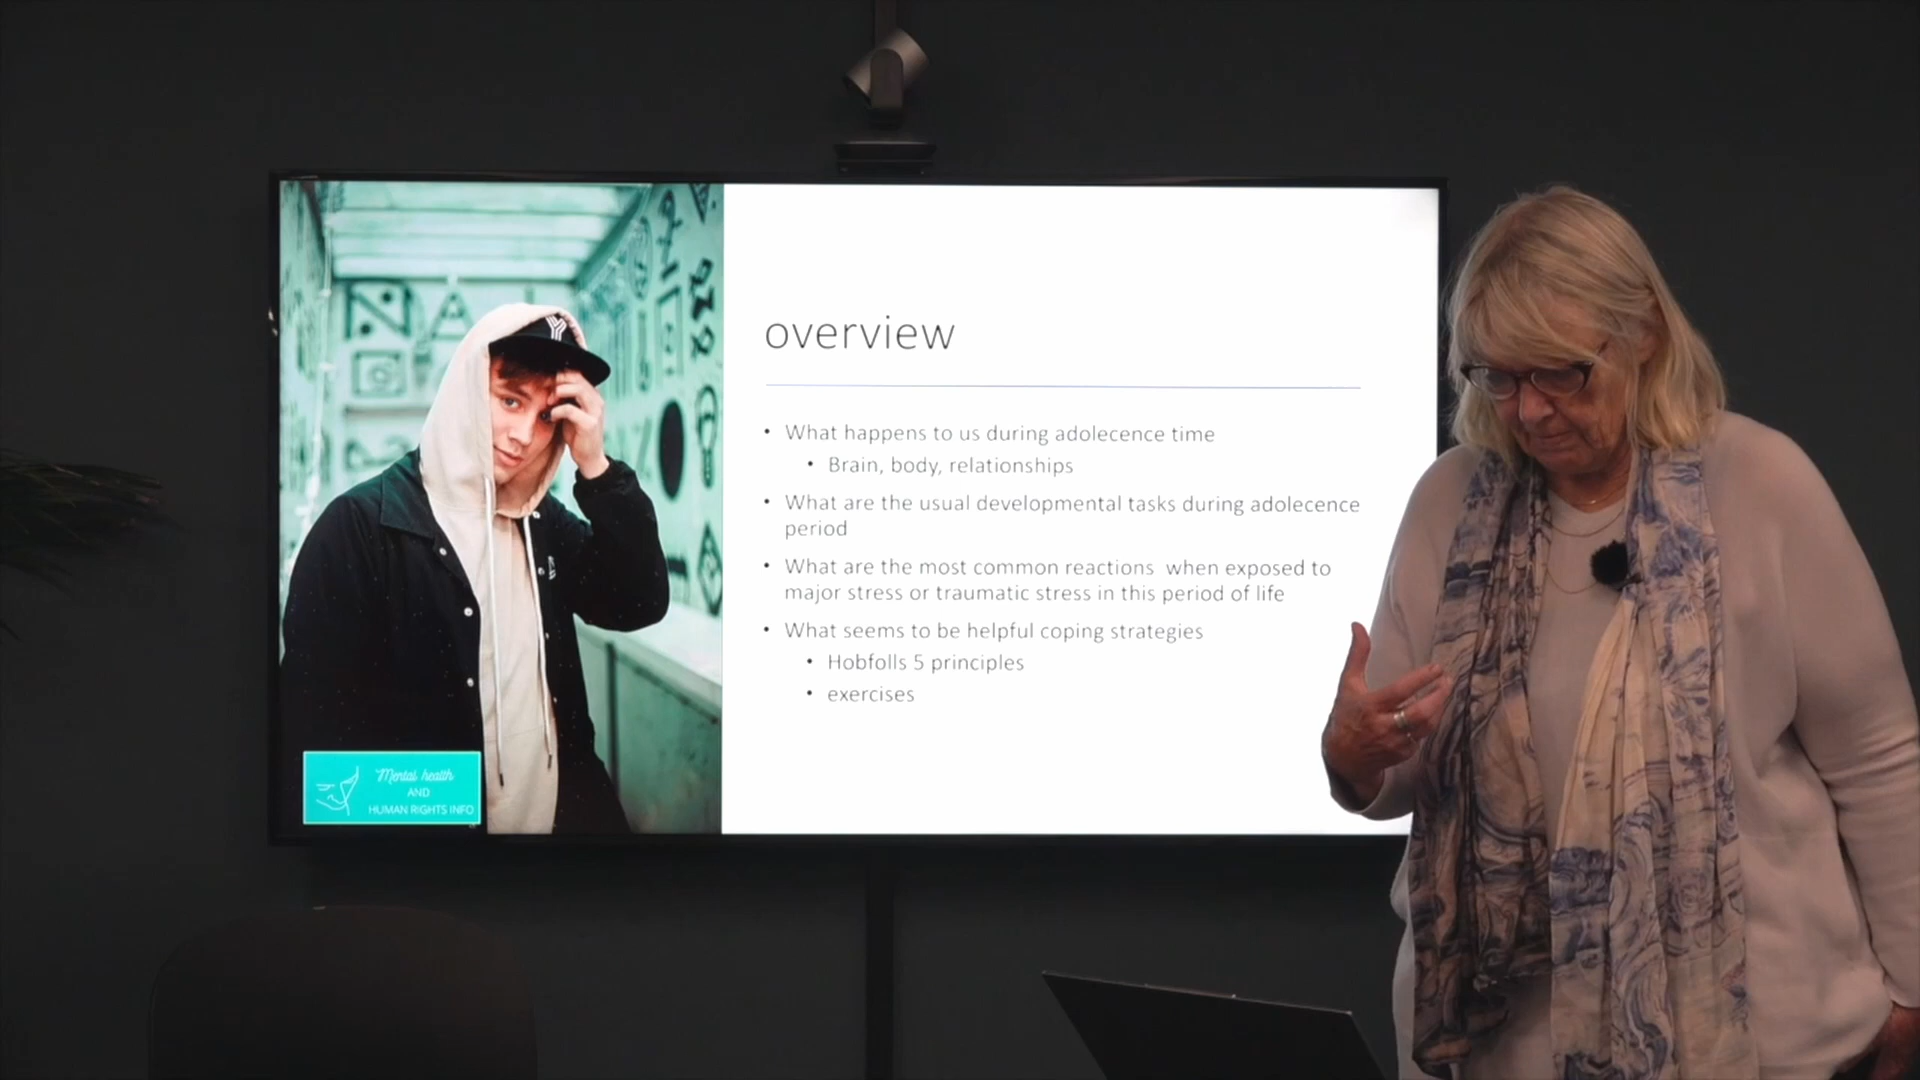 overview
• What happens to us during adolecence time
• Brain, body, relationships
• What are the usual developmental tasks during adolecence
period
• What are the most common reactions when exposed to
major stress or traumatic stress in this period of life
• What seems to be helpful coping strategies
• Hobfolls 5 principles
• exercises
Mental health
AND
HUMAN RIGHTS INFO